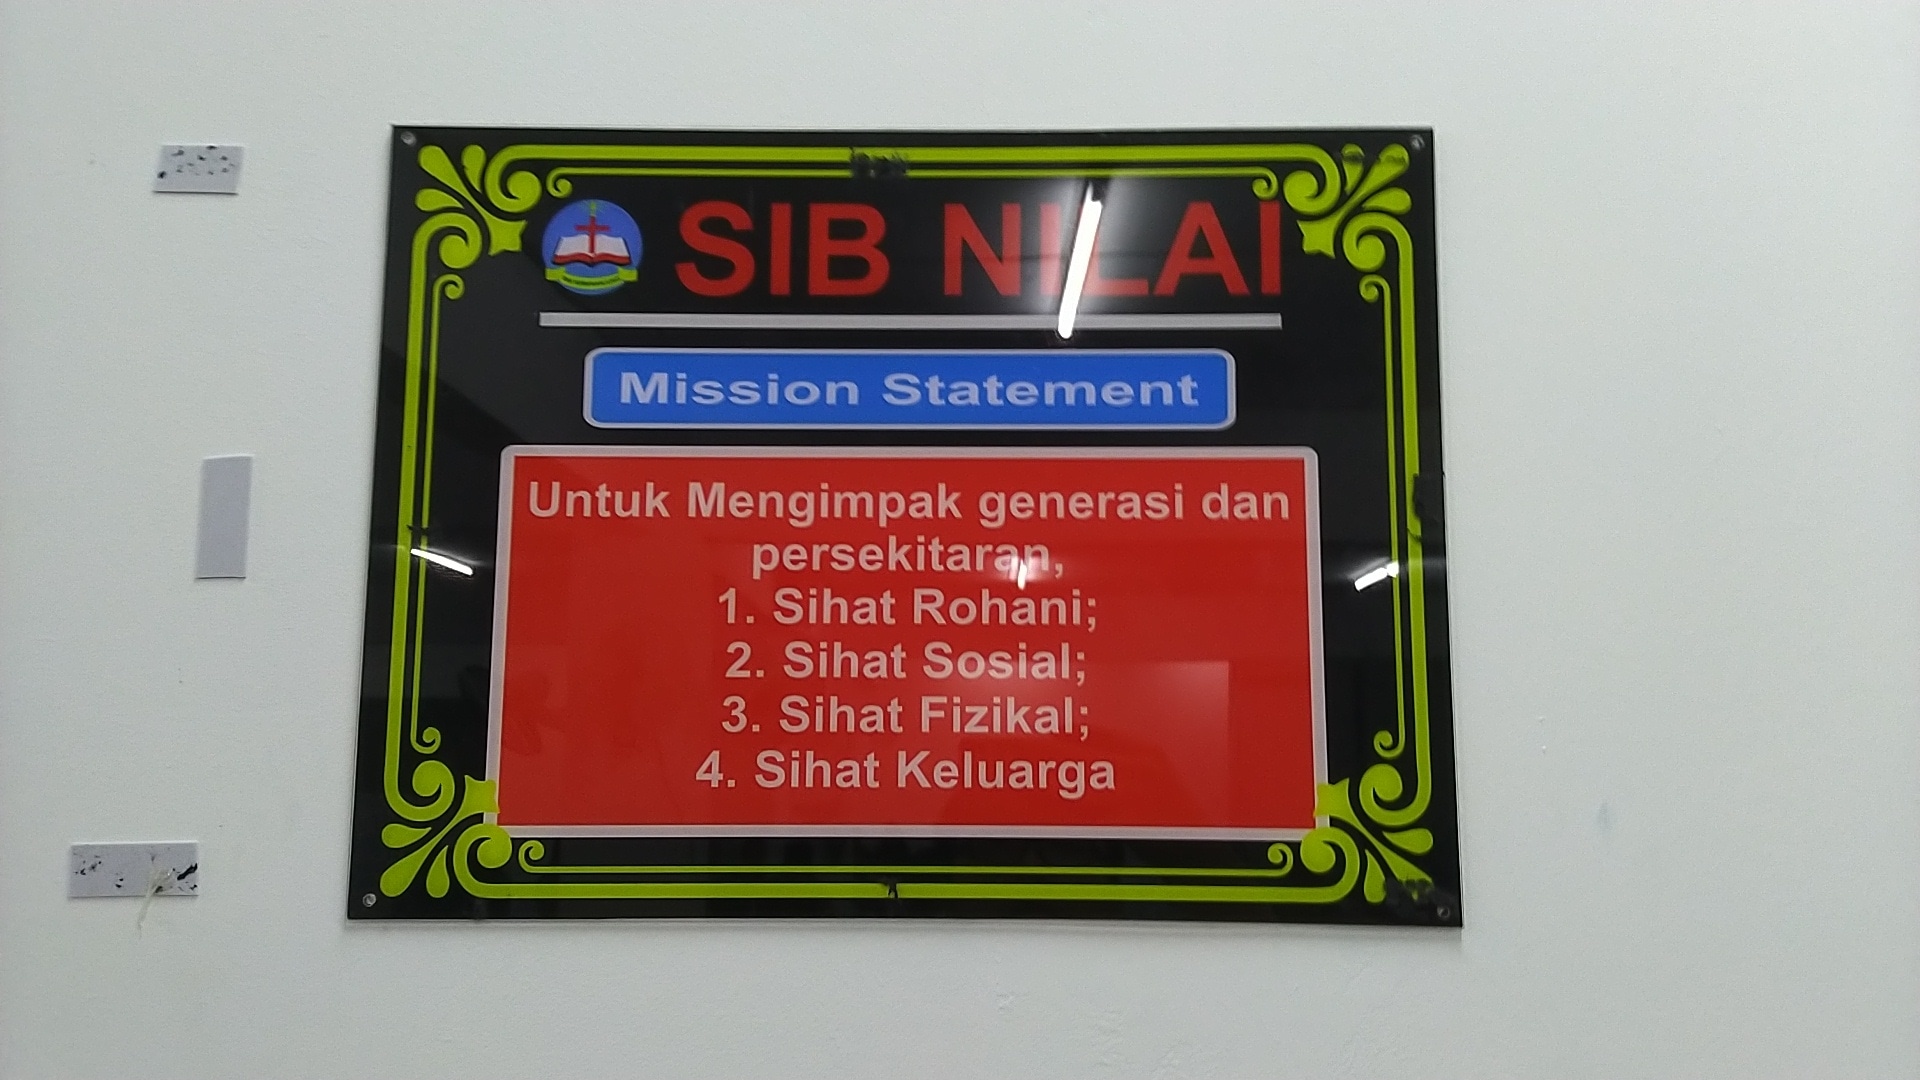 SIB NILAI
Mission Statement
Untuk Mengimpak generasi dan
persekitaran,
1. Sihat Rohani;
2. Sihat Sosial;
3. Sihat Fizikal;
4. Sihat Keluarga